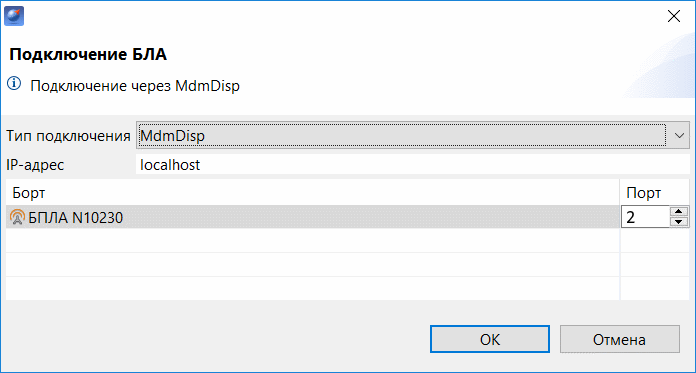 Подключение БЛА
Подключение через MdmDisp
Тип подключения MdmDisp
IP-адрес localhost
Борт Порт
БПЛА N10230 2
OK Отмена